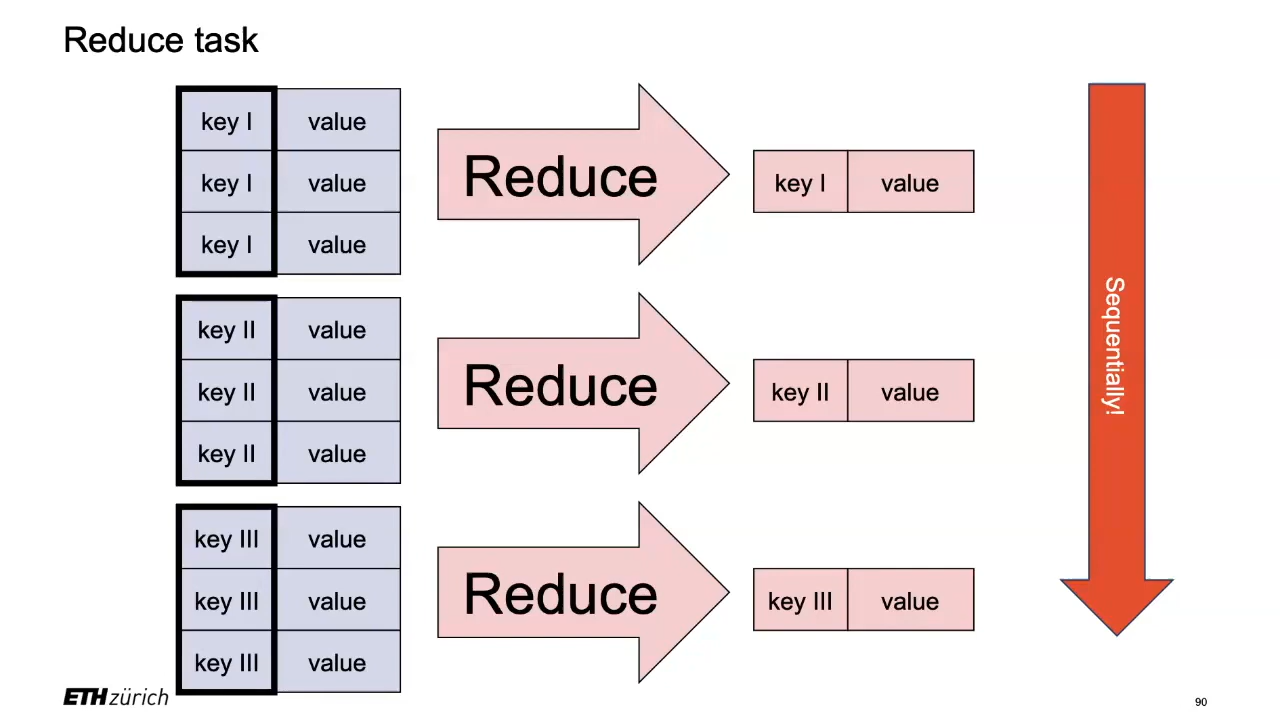 Reduce task
key I value
key I value
key I value
Reduce
key I value
key II value
key II value
key II value
Reduce
key II value
key III value
key III value
key III value
Reduce
key III value
Sequentially!
ETH zürich
90